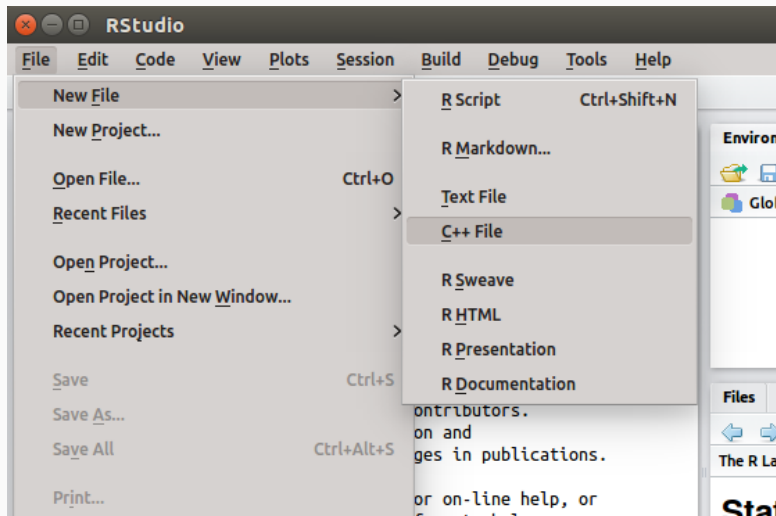 RStudio
File Edit Code View Plots Session Build Debug Tools Help
New File
New Project...
Open File... Ctrl+O
Recent Files
Open Project...
Open Project in New Window...
Recent Projects
Save Ctrl+S
Save As...
Save All Ctrl+Alt+S
Print...
R Script Ctrl+Shift+N
R Markdown...
Text File
C++ File
R Sweave
R HTML
R Presentation
R Documentation
ontributors.
on and
ges in publications.
or on-line help, or
Environ
Glo
Files
The R La
Sta